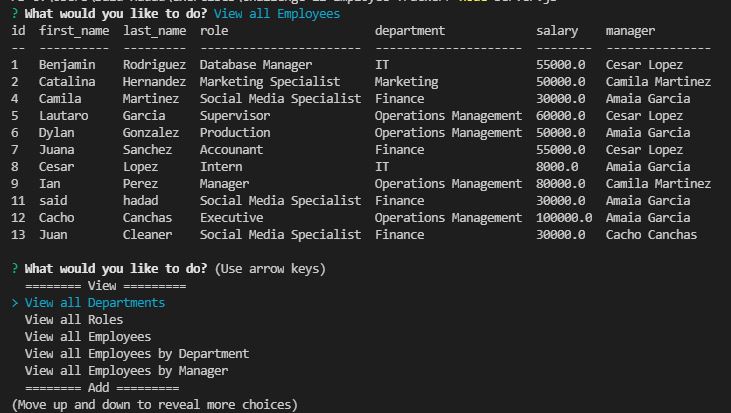 ? What would you like to do? View all Employees
id  first_name  last_name  role                     department             salary    manager
--  ----------  ---------  -----------------------  ---------------------  --------  ---------------
1   Benjamin    Rodriguez  Database Manager         IT                     55000.0   Cesar Lopez
2   Catalina    Hernandez  Marketing Specialist     Marketing              50000.0   Camila Martinez
4   Camila      Martinez   Social Media Specialist  Finance                30000.0   Amaia Garcia
5   Lautaro     Garcia     Supervisor               Operations Management  60000.0   Cesar Lopez
6   Dylan       Gonzalez   Production               Operations Management  50000.0   Amaia Garcia
7   Juana       Sanchez    Accounant                Finance                55000.0   Cesar Lopez
8   Cesar       Lopez      Intern                   IT                     8000.0    Amaia Garcia
9   Ian         Perez      Manager                  Operations Management  80000.0   Camila Martinez
11  said        hadad      Social Media Specialist  Finance                30000.0   Amaia Garcia
12  Cacho       Canchas    Executive                Operations Management  100000.0  Amaia Garcia
13  Juan        Cleaner    Social Media Specialist  Finance                30000.0   Cacho Canchas
? What would you like to do? (Use arrow keys)
======== View =========
> View all Departments
View all Roles
View all Employees
View all Employees by Department
View all Employees by Manager
======== Add =========
(Move up and down to reveal more choices)